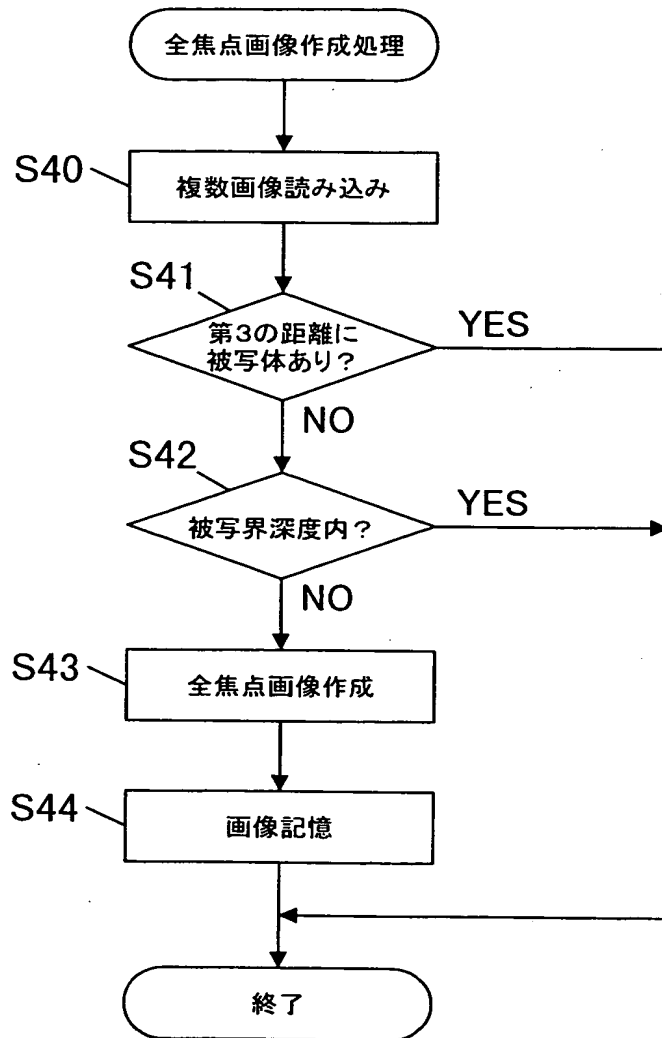 全焦点画像作成処理
S40
複数画像読み込み
S41
第3の距離に
被写体あり?
YES
NO
S42
被写界深度内?
YES
NO
S43
全焦点画像作成
S44
画像記憶
終了